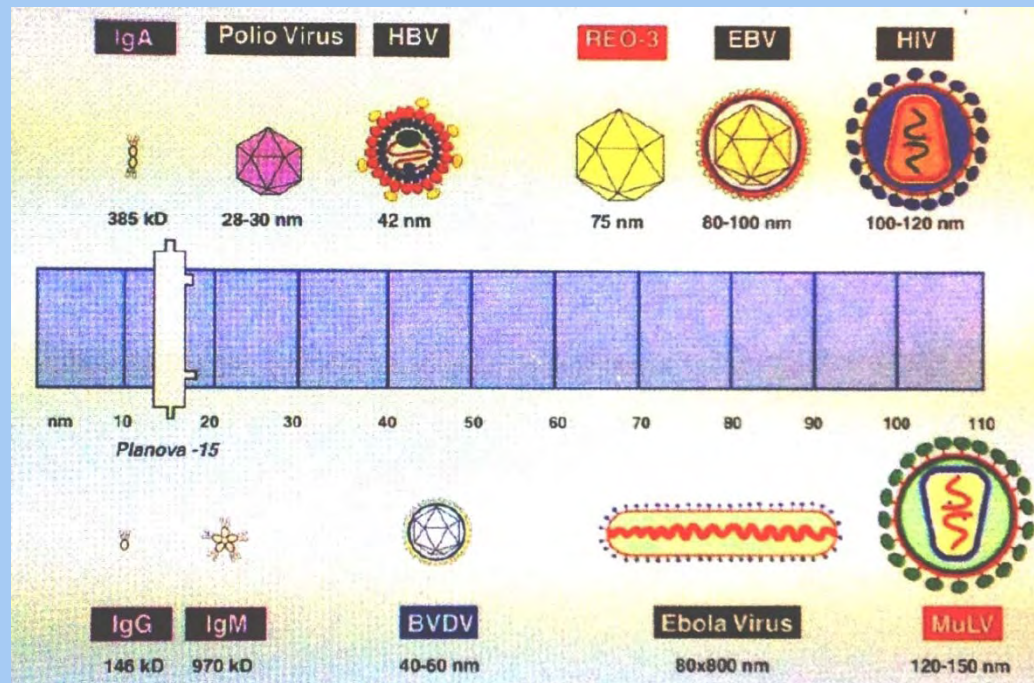 IgA Polio Virus HBV REO-3 EBV HIV
385 kD 28-30 nm 42 nm 75 nm 80-100 nm 100-120 nm
nm 10 20 30 40 50 60 70 80 90 100 110
Planova -15
IgG IgM BVDV Ebola Virus MuLV
146 kD 970 kD 40-60 nm 80x800 nm 120-150 nm